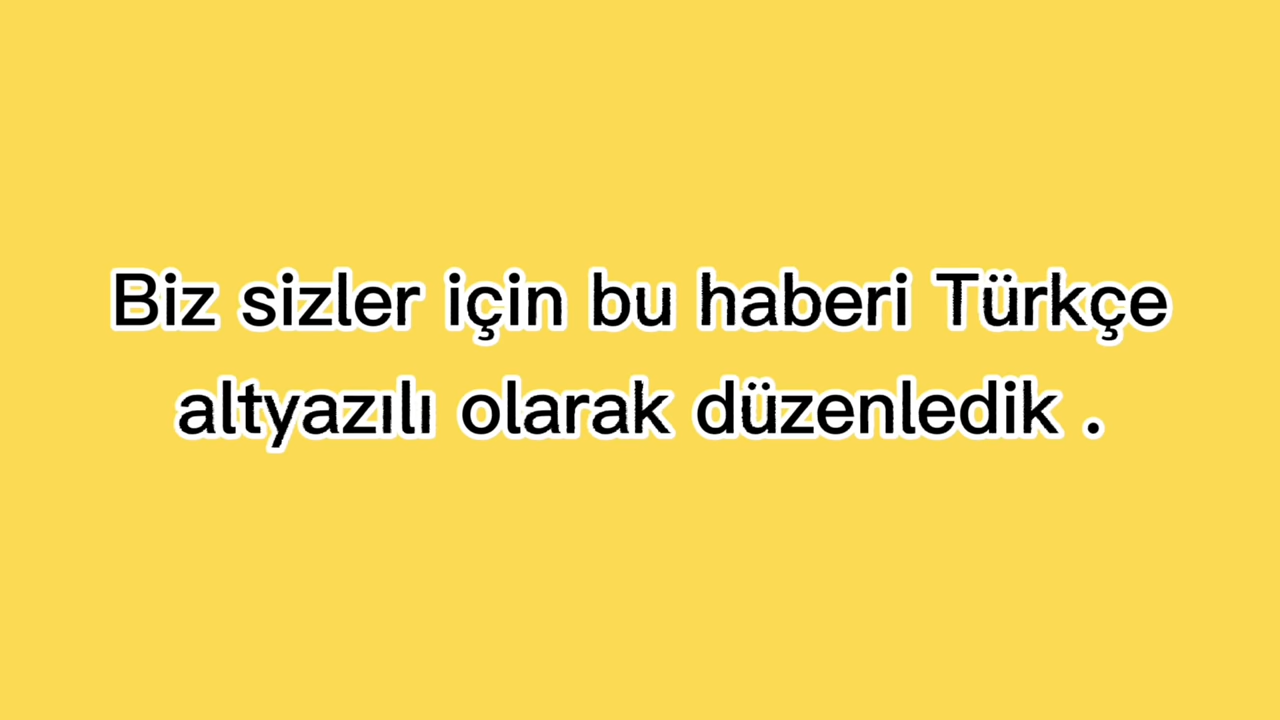 Biz sizler için bu haberi Türkçe
altyazılı olarak düzenledik .